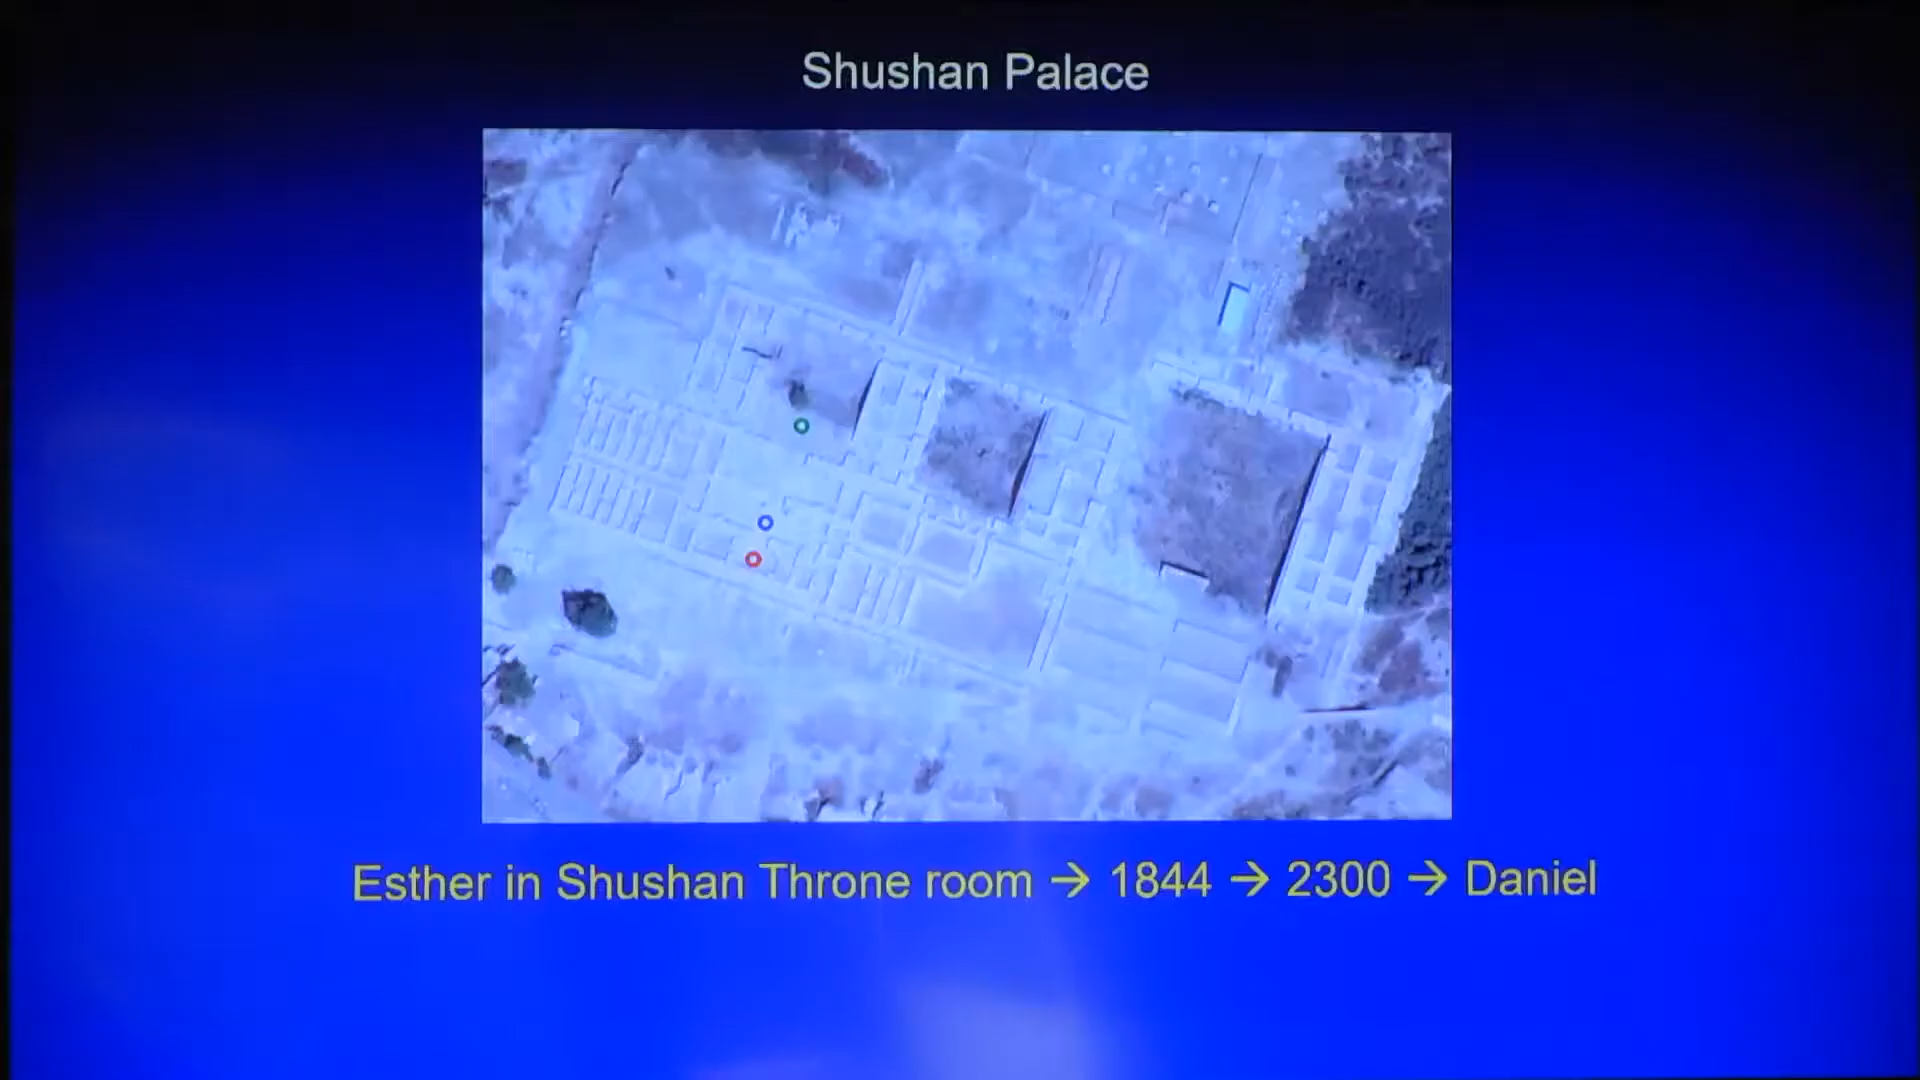 Shushan Palace
Esther in Shushan Throne room → 1844 → 2300 → Daniel